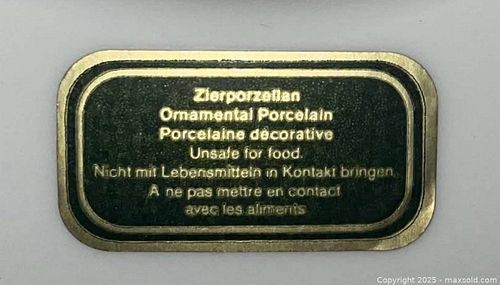 Zierporzellan
Ornamental Porcelain
Porcelaine décorative
Unsafe for food.
Nicht mit Lebensmitteln in Kontakt bringen.
A ne pas mettre en contact
avec les aliments
Copyright 2025 - maxsold.com